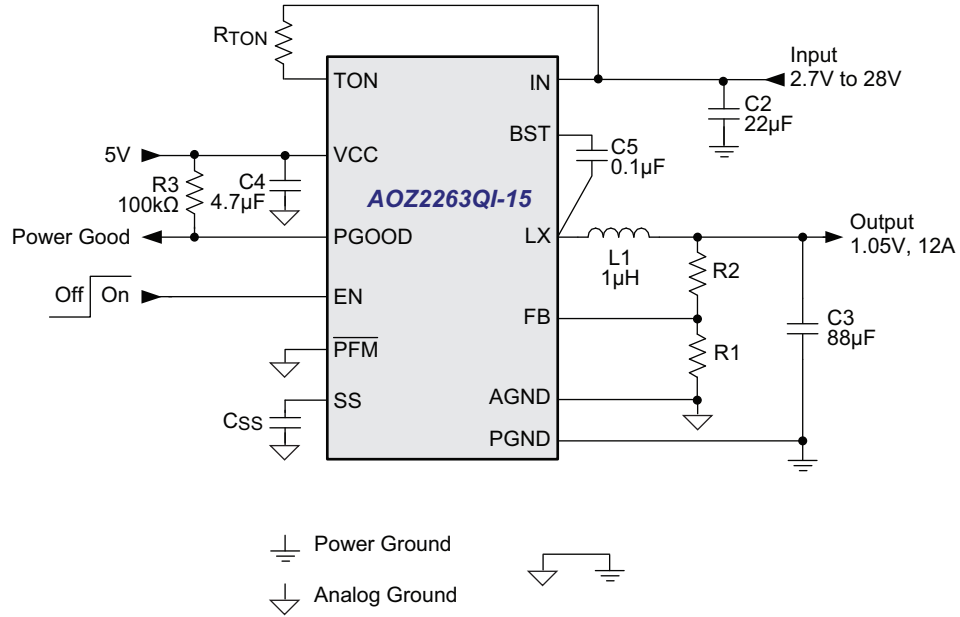 RTON
Input
2.7V to 28V
TON
IN
C2
22µF
BST
C5
0.1µF
5V
VCC
R3
100kΩ
C4
4.7µF
AOZ2263QI-15
Power Good
PGOOD
LX
L1
1µH
Output
1.05V, 12A
R2
Off
On
EN
FB
C3
88µF
PFM
R1
SS
CSS
AGND
PGND
Power Ground
Analog Ground